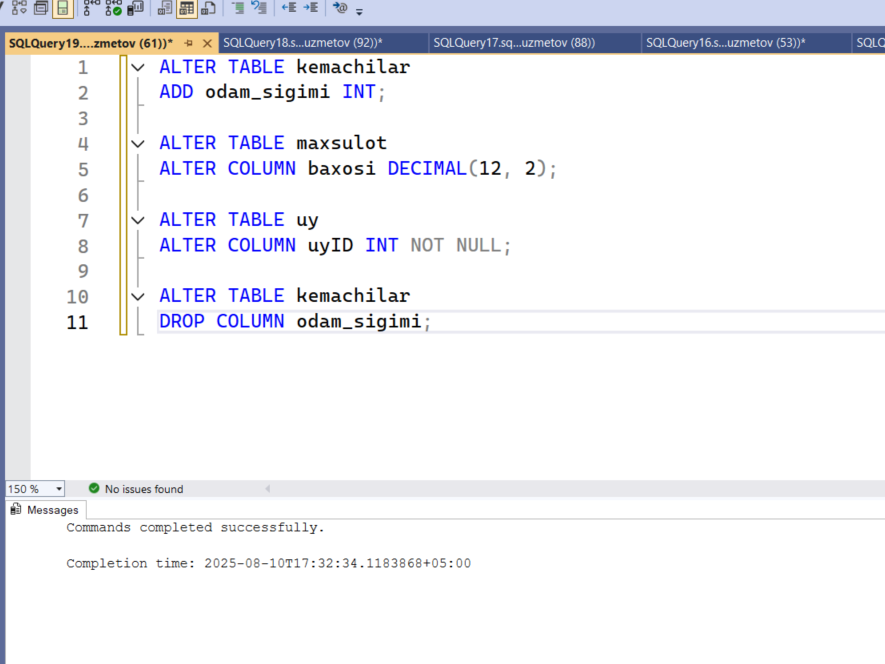 SQLQuery19....zmetov (61))*
SQLQuery18.s...uzmetov (92))*
SQLQuery17.sq...uzmetov (88))
SQLQuery16.s...uzmetov (53))*
SQLQ
1 ALTER TABLE kemachilar
2 ADD odam_sigimi INT;
3
4 ALTER TABLE maxsulot
5 ALTER COLUMN baxosi DECIMAL(12, 2);
6
7 ALTER TABLE uy
8 ALTER COLUMN uyID INT NOT NULL;
9
10 ALTER TABLE kemachilar
11 DROP COLUMN odam_sigimi;
150 %
No issues found
Messages
Commands completed successfully.
Completion time: 2025-08-10T17:32:34.1183868+05:00